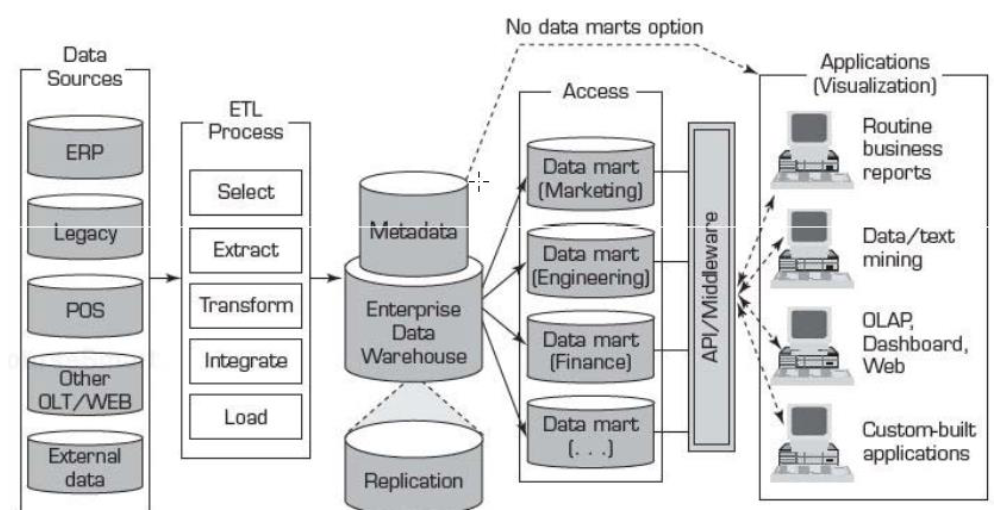 No data marts option
Data
Sources
ERP
Legacy
POS
Other
OLT/WEB
External
data
ETL
Process
Select
Extract
Transform
Integrate
Load
Metadata
Enterprise
Data
Warehouse
Replication
Access
Data mart
(Marketing)
Data mart
(Engineering)
Data mart
(Finance)
Data mart
(. . .)
API/Middleware
Applications
(Visualization)
Routine
business
reports
Data/text
mining
OLAP,
Dashboard,
Web
Custom-built
applications